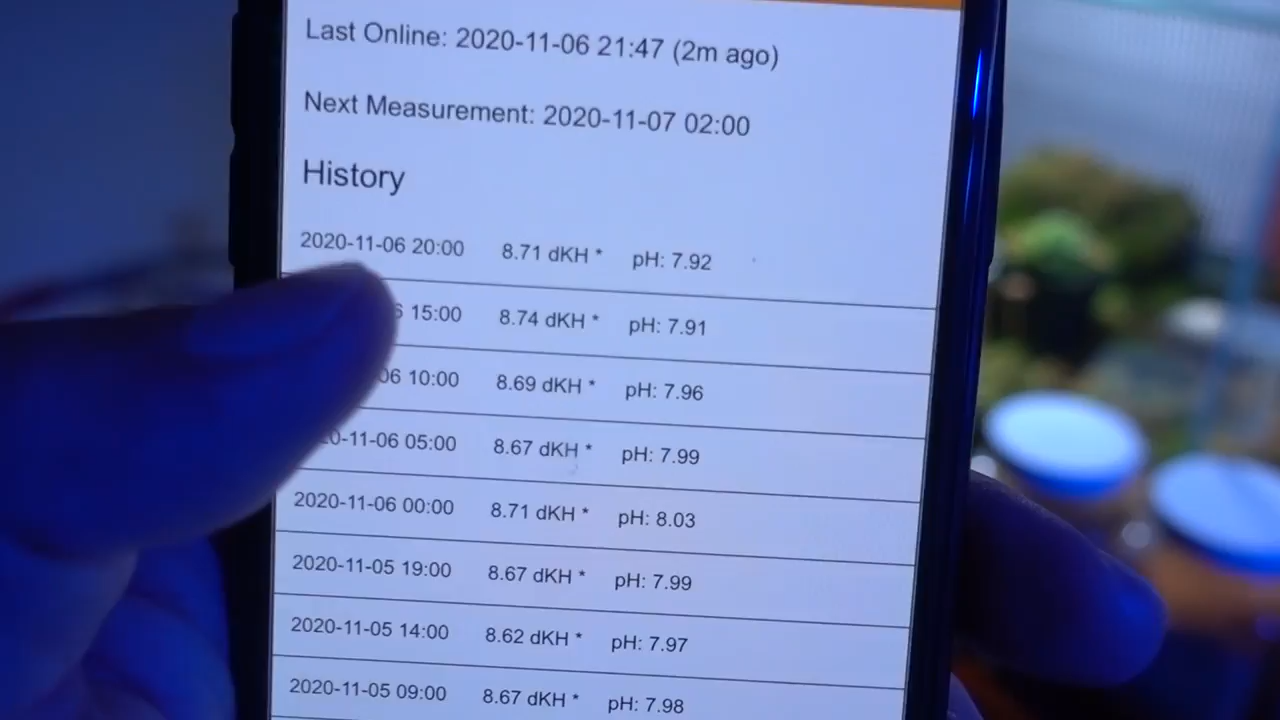 Last Online: 2020-11-06 21:47 (2m ago)
Next Measurement: 2020-11-07 02:00
History
2020-11-06 20:00 8.71 dKH * pH: 7.92
15:00 8.74 dKH * pH: 7.91
06 10:00 8.69 dKH * pH: 7.96
20-11-06 05:00 8.67 dKH * pH: 7.99
2020-11-06 00:00 8.71 dKH * pH: 8.03
2020-11-05 19:00 8.67 dKH * pH: 7.99
2020-11-05 14:00 8.62 dKH * pH: 7.97
2020-11-05 09:00 8.67 dKH * pH: 7.98